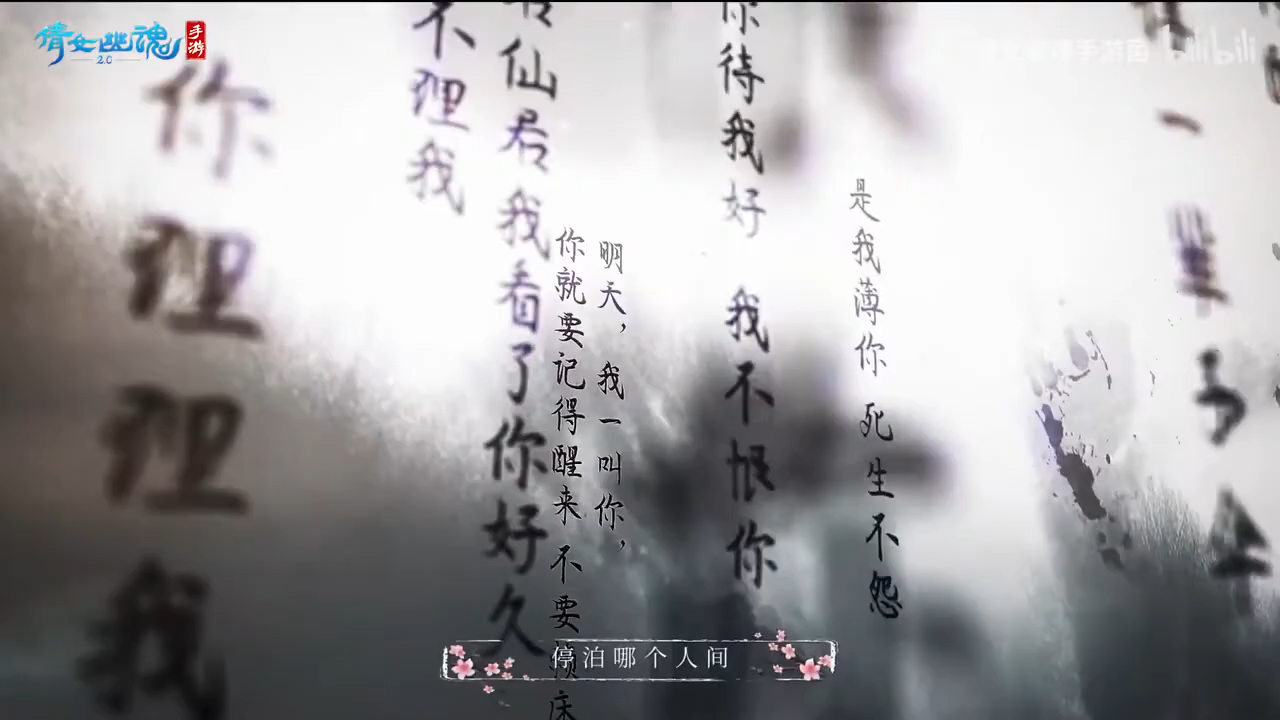 倩女幽魂
手游
2.0
bilibili
是我薄你 死生不怨
你待我好 我不恨你
明天，我一叫你，
你就要记得醒来 不要赖床
仙君我看了你好久
不理我
你理理我
停泊哪个人间